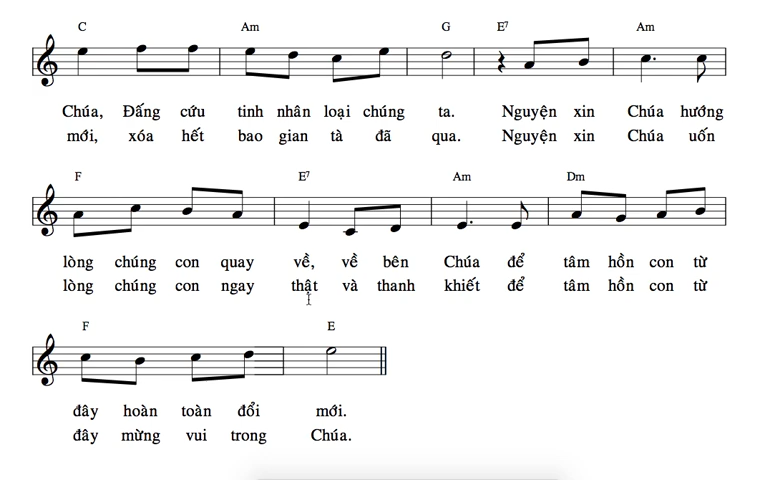 C Am G E7 Am
Chúa, Đấng cứu tinh nhân loại chúng ta. Nguyện xin Chúa hướng
mới, xóa hết bao gian tà đã qua. Nguyện xin Chúa uốn
F E7 Am Dm
lòng chúng con quay về, về bên Chúa để tâm hồn con từ
lòng chúng con ngay thật và thanh khiết để tâm hồn con từ
F E
đây hoàn toàn đổi mới.
đây mừng vui trong Chúa.